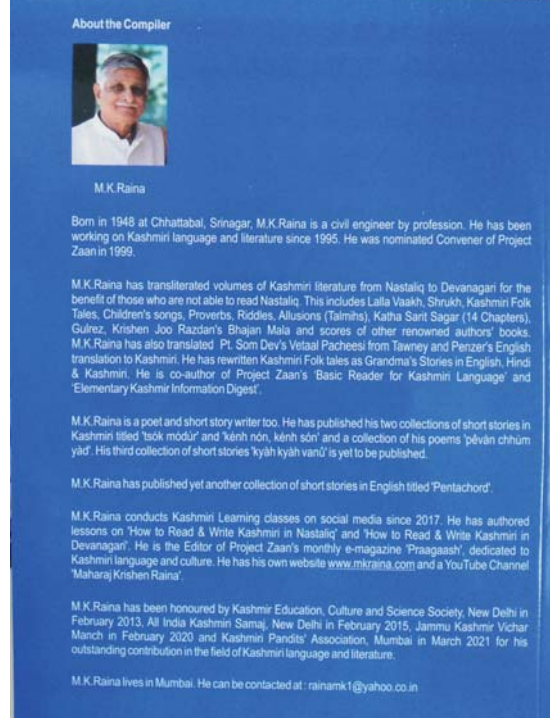 About the Compiler
M.K.Raina
Born in 1948 at Chhattabal, Srinagar, M.K.Raina is a civil engineer by profession. He has been
working on Kashmiri language and literature since 1995. He was nominated Convener of Project
Zaan in 1999.
M.K.Raina has transliterated volumes of Kashmiri literature from Nastaliq to Devanagari for the
benefit of those who are not able to read Nastaliq. This includes Lalla Vaakh, Shrukh, Kashmiri Folk
Tales, Children's songs, Proverbs, Riddles, Allusions (Talmihs), Katha Sarit Sagar (14 Chapters),
Gulrez, Krishen Joo Razdan's Bhajan Mala and scores of other renowned authors' books.
M.K.Raina has also translated Pt. Som Dev's Vetaal Pacheesi from Tawney and Penzer's English
translation to Kashmiri. He has rewritten Kashmiri Folk tales as Grandma's Stories in English, Hindi
& Kashmiri. He is co-author of Project Zaan's 'Basic Reader for Kashmiri Language' and
'Elementary Kashmir Information Digest'.
M.K.Raina is a poet and short story writer too. He has published his two collections of short stories in
Kashmiri titled 'tsók módúr' and 'kénh nón, kénh són' and a collection of his poems 'pêvân chhûm
yâd'. His third collection of short stories 'kyâh kyâh vanû' is yet to be published.
M.K.Raina has published yet another collection of short stories in English titled 'Pentachord'.
M.K.Raina conducts Kashmiri Learning classes on social media since 2017. He has authored
lessons on 'How to Read & Write Kashmiri in Nastaliq' and 'How to Read & Write Kashmiri in
Devanagari'. He is the Editor of Project Zaan's monthly e-magazine 'Praagaash', dedicated to
Kashmiri language and culture. He has his own website www.mkraina.com and a YouTube Channel
'Maharaj Krishen Raina'.
M.K.Raina has been honoured by Kashmir Education, Culture and Science Society, New Delhi in
February 2013, All India Kashmiri Samaj, New Delhi in February 2015, Jammu Kashmir Vichar
Manch in February 2020 and Kashmiri Pandits' Association, Mumbai in March 2021 for his
outstanding contribution in the field of Kashmiri language and literature.
M.K.Raina lives in Mumbai. He can be contacted at : rainamk1@yahoo.co.in